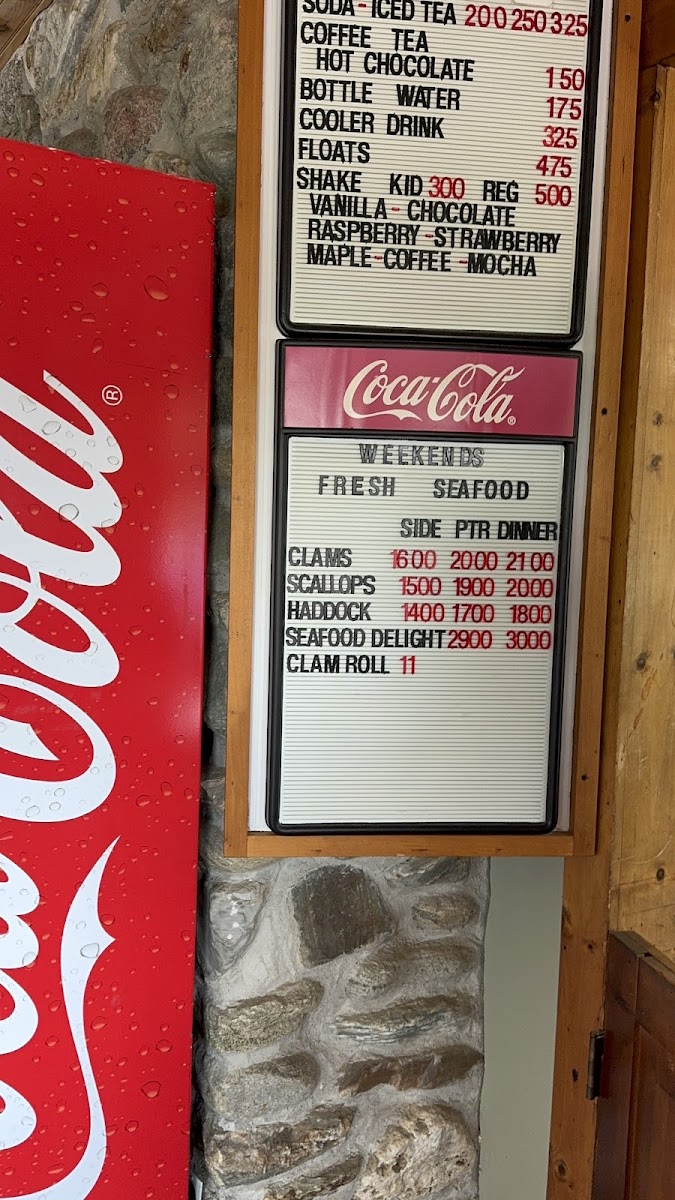 SODA - ICED TEA 200 250 325
COFFEE TEA
HOT CHOCOLATE 150
BOTTLE WATER 175
COOLER DRINK 325
FLOATS 475
SHAKE KID 300 REG 500
VANILLA - CHOCOLATE
RASPBERRY - STRAWBERRY
MAPLE - COFFEE - MOCHA
Coca-Cola®
WEEKENDS
FRESH SEAFOOD
SIDE PTR DINNER
CLAMS 1600 2000 2100
SCALLOPS 1500 1900 2000
HADDOCK 1400 1700 1800
SEAFOOD DELIGHT 2900 3000
CLAM ROLL 11
Coca-Cola®